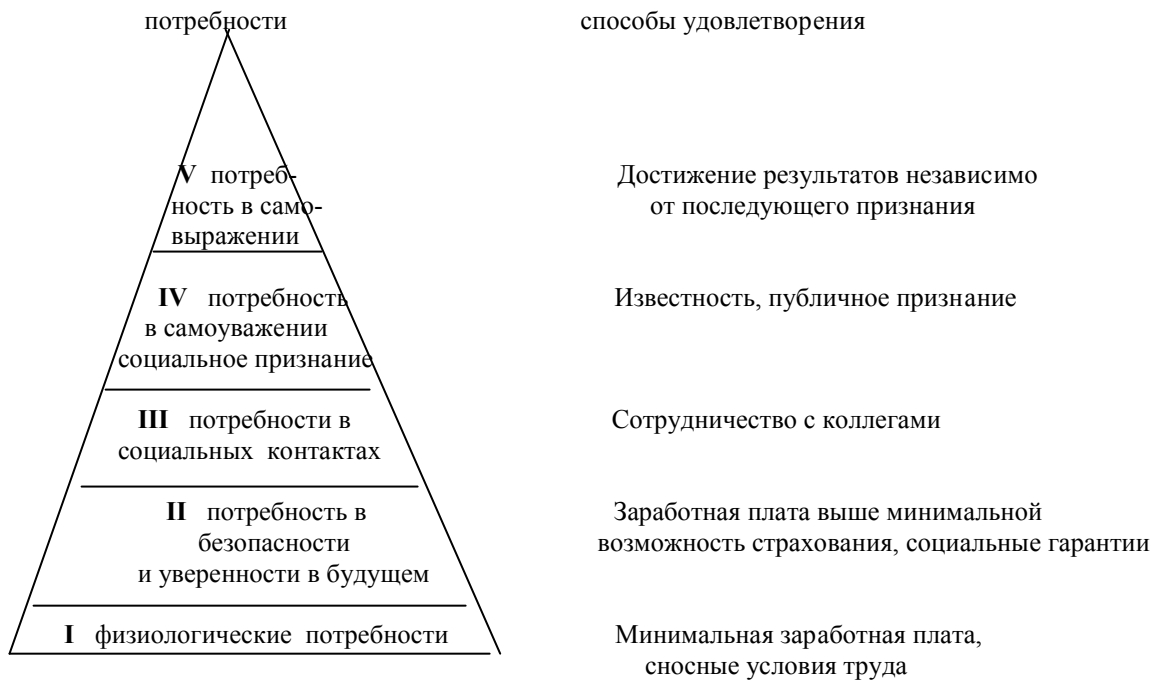 потребности способы удовлетворения
V потреб-
ность в само-
выражении
Достижение результатов независимо
от последующего признания
IV потребность
в самоуважении
социальное признание
Известность, публичное признание
III потребности в
социальных контактах
Сотрудничество с коллегами
II потребность в
безопасности
и уверенности в будущем
Заработная плата выше минимальной
возможность страхования, социальные гарантии
I физиологические потребности
Минимальная заработная плата,
сносные условия труда